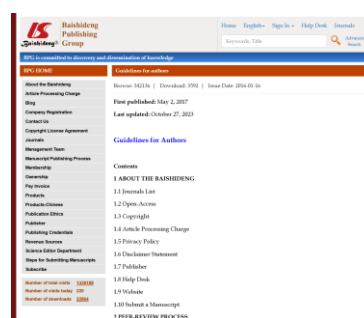 Baishideng
Publishing
Baishideng® Group
Home English Sign in Help Desk Journals
Keywords, Title
Advanced
Search
BPG is committed to discovery and dissemination of knowledge
BPG HOME
About the Baishideng
Article Processing Charge
Blog
Company Registration
Contact Us
Copyright License Agreement
Journals
Management Team
Manuscript Publishing Process
Membership
Ownership
Pay Invoice
Products
Products-Chinese
Publication Ethics
Publisher
Publishing Credentials
Revenue Sources
Science Editor Department
Steps for Submitting Manuscripts
Subscribe
Number of total visits
Number of visits today
Number of downloads
Guidelines for authors
Browse: 342136 | Download: 3592 | Issue Date: 2016-01-16
First published: May 2, 2017
Last updated: October 27, 2023
Guidelines for Authors
Contents
1 ABOUT THE BAISHIDENG
1.1 Journals List
1.2 Open-Access
1.3 Copyright
1.4 Article Processing Charge
1.5 Privacy Policy
1.6 Disclaimer Statement
1.7 Publisher
1.8 Help Desk
1.9 Website
1.10 Submit a Manuscript
2 PEER-REVIEW PROCESS